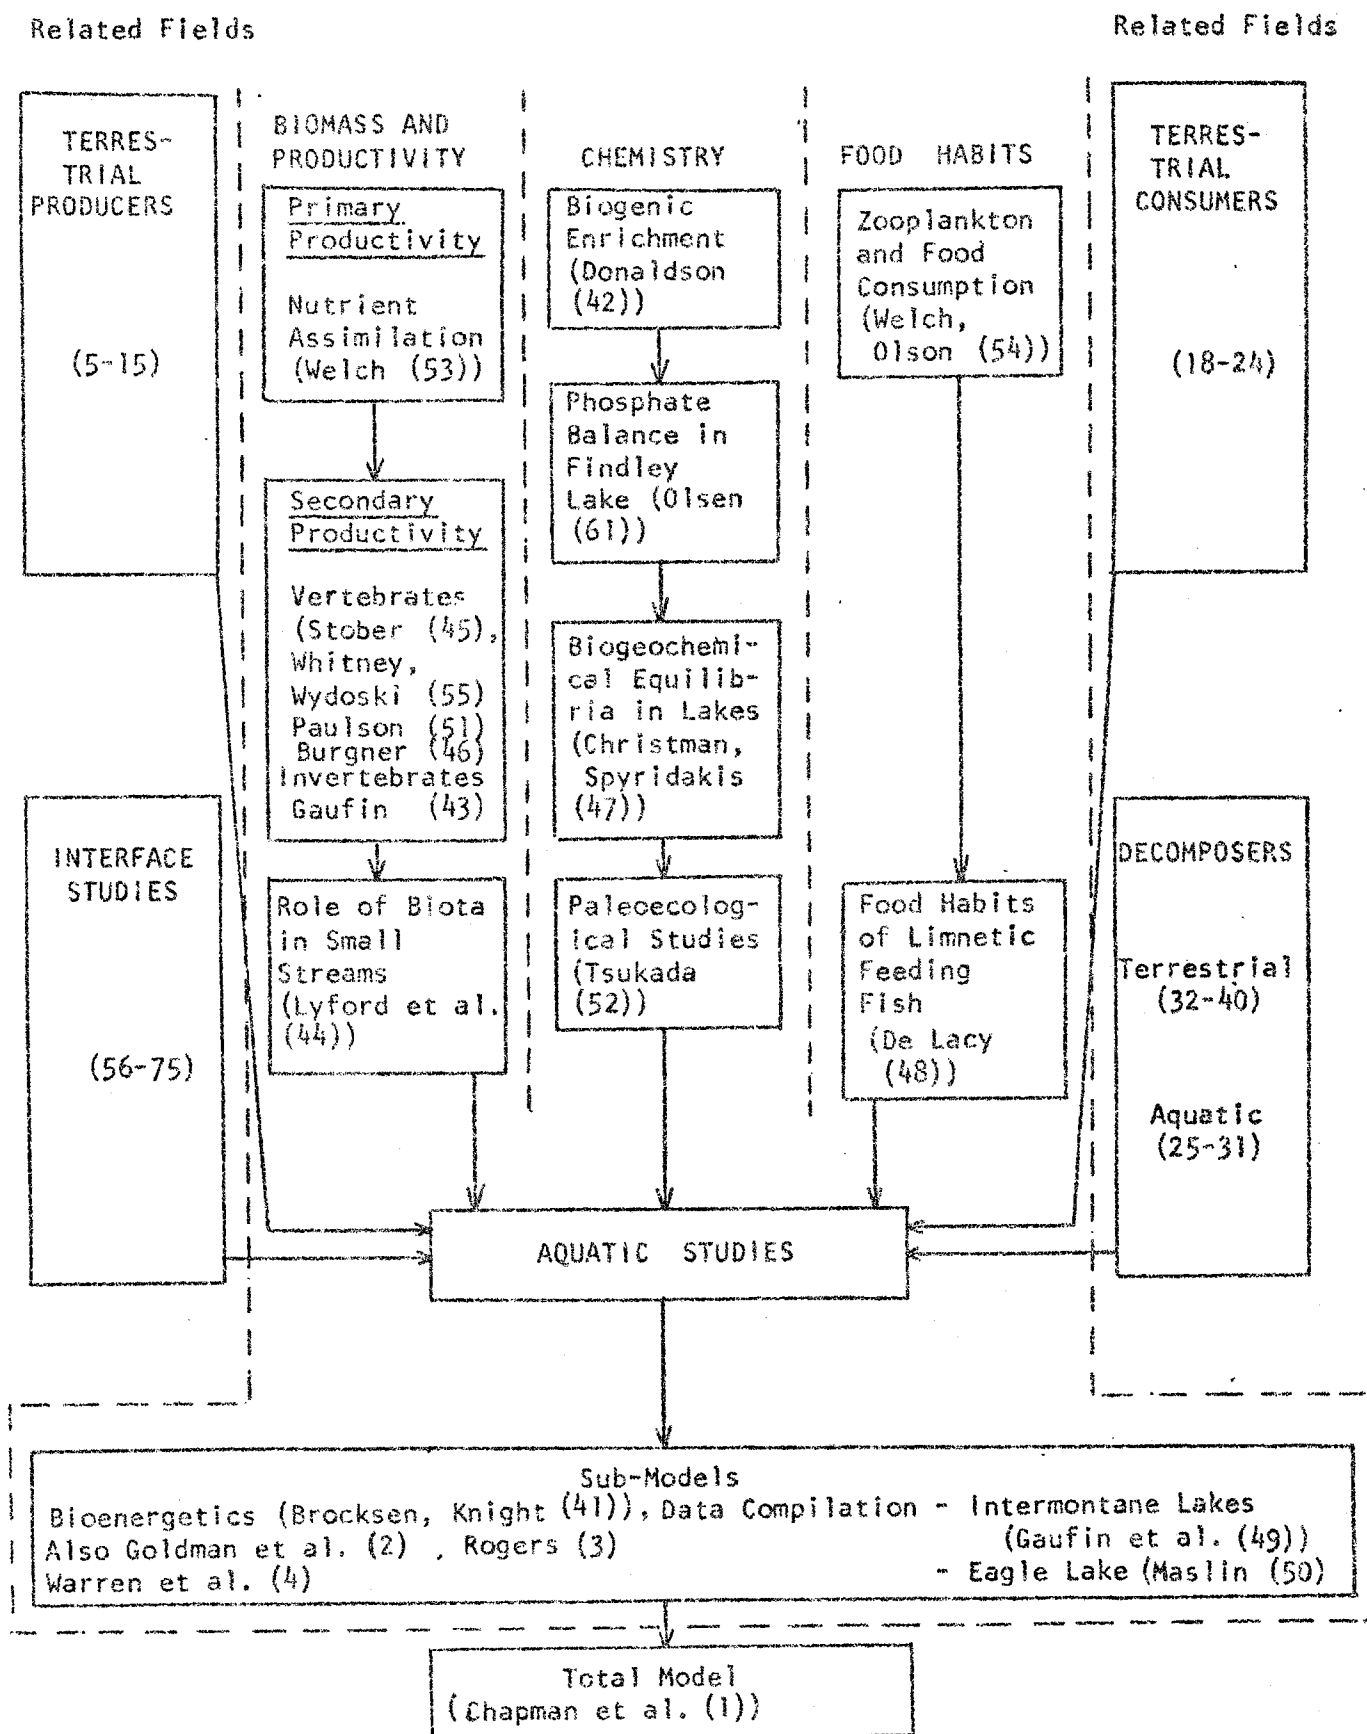 Related Fields
Related Fields
TERRES-
TRIAL
PRODUCERS
(5-15)
INTERFACE
STUDIES
(56-75)
BIOMASS AND
PRODUCTIVITY
Primary
Productivity
Nutrient
Assimilation
(Welch (53))
Secondary
Productivity
Vertebrates
(Stober (45),
Whitney,
Wydoski (55)
Paulson (51)
Burgner (46)
Invertebrates
Gaufin (43)
Role of Biota
in Small
Streams
(Lyford et al.
(44))
CHEMISTRY
Biogenic
Enrichment
(Donaldson
(42))
Phosphate
Balance in
Findley
Lake (Olsen
(61))
Biogeochemi-
cal Equilib-
ria in Lakes
(Christman,
Spyridakis
(47))
Paleoecolog-
ical Studies
(Tsukada
(52))
FOOD HABITS
Zooplankton
and Food
Consumption
(Welch,
Olson (54))
Food Habits
of Limnetic
Feeding
Fish
(De Lacy
(48))
TERRES-
TRIAL
CONSUMERS
(18-24)
DECOMPOSERS
Terrestrial
(32-40)
Aquatic
(25-31)
AQUATIC STUDIES
Sub-Models
Bioenergetics (Brocksen, Knight (41)), Data Compilation - Intermontane Lakes
Also Goldman et al. (2) , Rogers (3) (Gaufin et al. (49))
Warren et al. (4) - Eagle Lake (Maslin (50)
Total Model
(Chapman et al. (1))